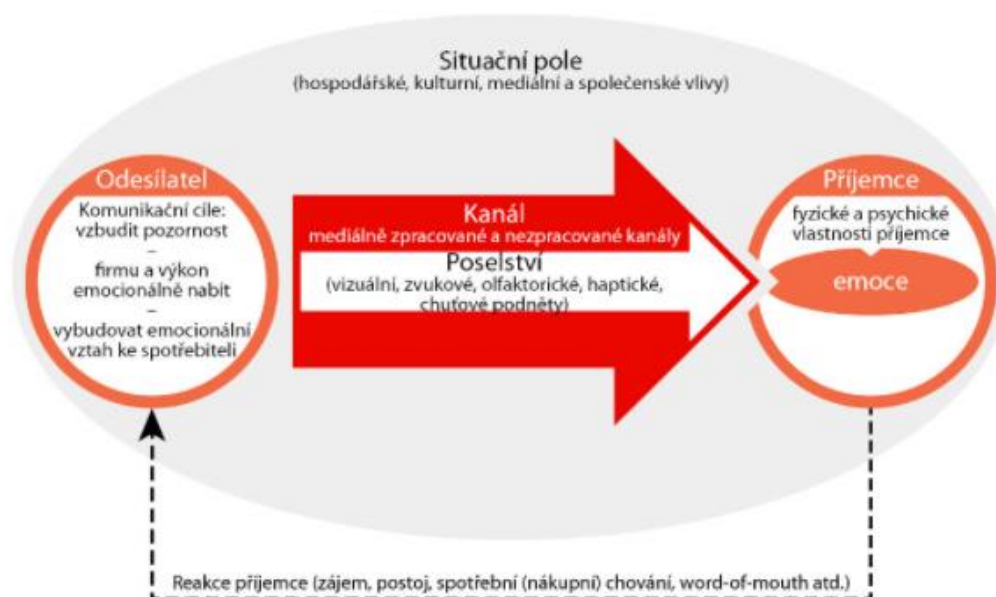 Situační pole
(hospodářské, kulturní, mediální a společenské vlivy)
Odesílatel
Komunikační cíle:
vzbudit pozornost
–
firmu a výkon
emocionálně nabít
–
vybudovat emocionální
vztah ke spotřebiteli
Kanál
mediálně zpracované a nezpracované kanály
Poselství
(vizuální, zvukové, olfaktorické, haptické,
chuťové podněty)
Příjemce
fyzické a psychické
vlastnosti příjemce
emoce
Reakce příjemce (zájem, postoj, spotřební (nákupní) chování, word-of-mouth atd.)